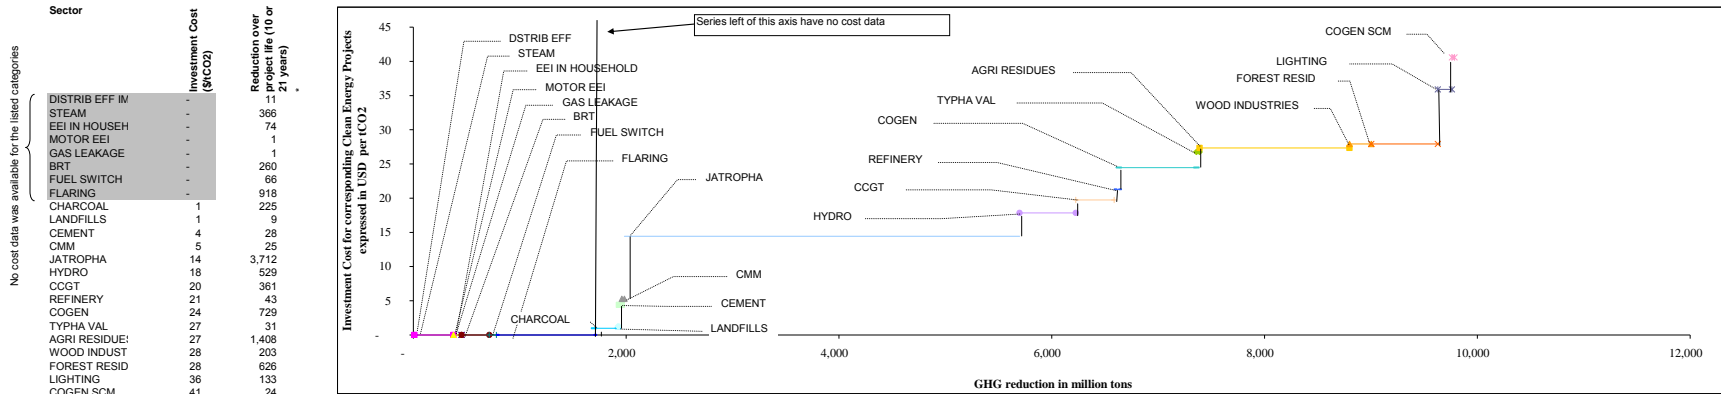 Sector
Investment Cost
($/tCO2)
Reduction over
project life (10 or
21 years)
No cost data was available for the listed categories
DISTRIB EFF IM - 11
STEAM - 366
EEI IN HOUSEH - 74
MOTOR EEI - 1
GAS LEAKAGE - 1
BRT - 260
FUEL SWITCH - 66
FLARING - 918
CHARCOAL 1 225
LANDFILLS 1 9
CEMENT 4 28
CMM 5 25
JATROPHA 14 3,712
HYDRO 18 529
CCGT 20 361
REFINERY 21 43
COGEN 24 729
TYPHA VAL 27 31
AGRI RESIDUES 27 1,408
WOOD INDUST 28 203
FOREST RESID 28 626
LIGHTING 36 133
COGEN SCM 41 24
Investment Cost for corresponding Clean Energy Projects
expressed in USD per tCO2
45
40
35
30
25
20
15
10
5
-
Series left of this axis have no cost data
DSTRIB EFF
STEAM
EEI IN HOUSEHOLD
MOTOR EEI
GAS LEAKAGE
BRT
FUEL SWITCH
FLARING
JATROPHA
CMM
CEMENT
LANDFILLS
CHARCOAL
HYDRO
CCGT
REFINERY
COGEN
TYPHA VAL
AGRI RESIDUES
WOOD INDUSTRIES
FOREST RESID
LIGHTING
COGEN SCM
- 2,000 4,000 6,000 8,000 10,000 12,000
GHG reduction in million tons